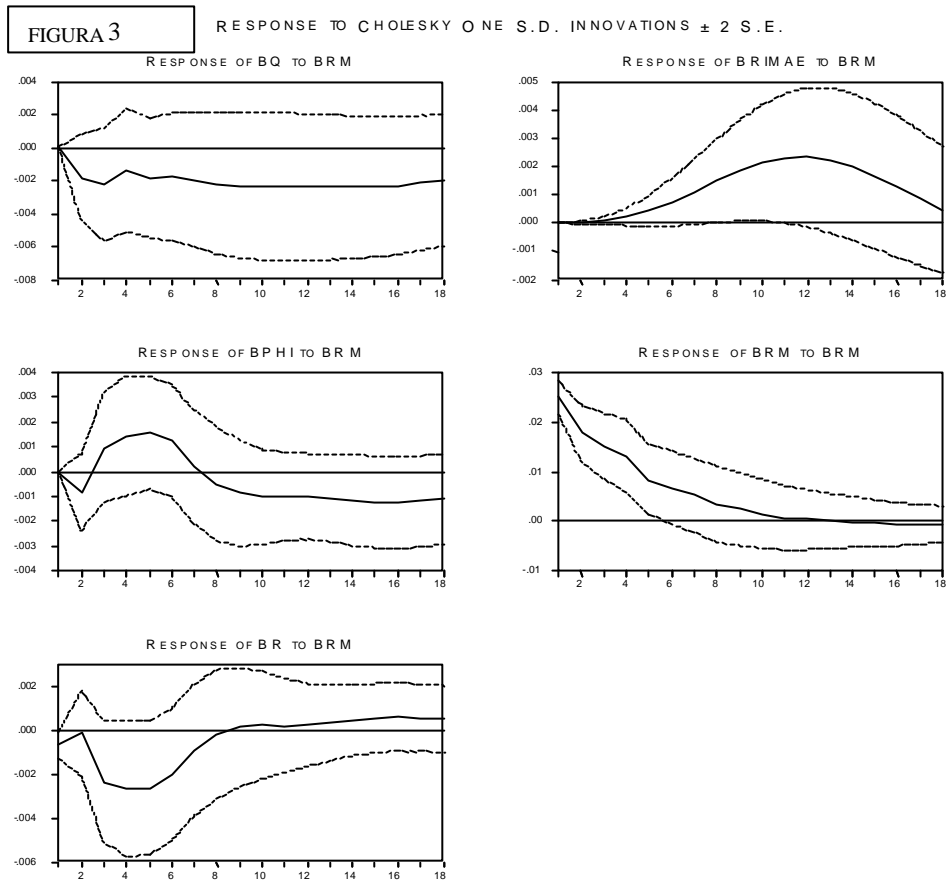 FIGURA 3
RESPONSE TO CHOLESKY ONE S.D. INNOVATIONS ± 2 S.E.
RESPONSE OF BQ TO BRM
.004
.002
.000
-.002
-.004
-.006
-.008
2 4 6 8 10 12 14 16 18
RESPONSE OF BRIMAE TO BRM
.005
.004
.003
.002
.001
.000
-.001
-.002
2 4 6 8 10 12 14 16 18
RESPONSE OF BPHI TO BRM
.004
.003
.002
.001
.000
-.001
-.002
-.003
-.004
2 4 6 8 10 12 14 16 18
RESPONSE OF BRM TO BRM
.03
.02
.01
.00
-.01
2 4 6 8 10 12 14 16 18
RESPONSE OF BR TO BRM
.002
.000
-.002
-.004
-.006
2 4 6 8 10 12 14 16 18